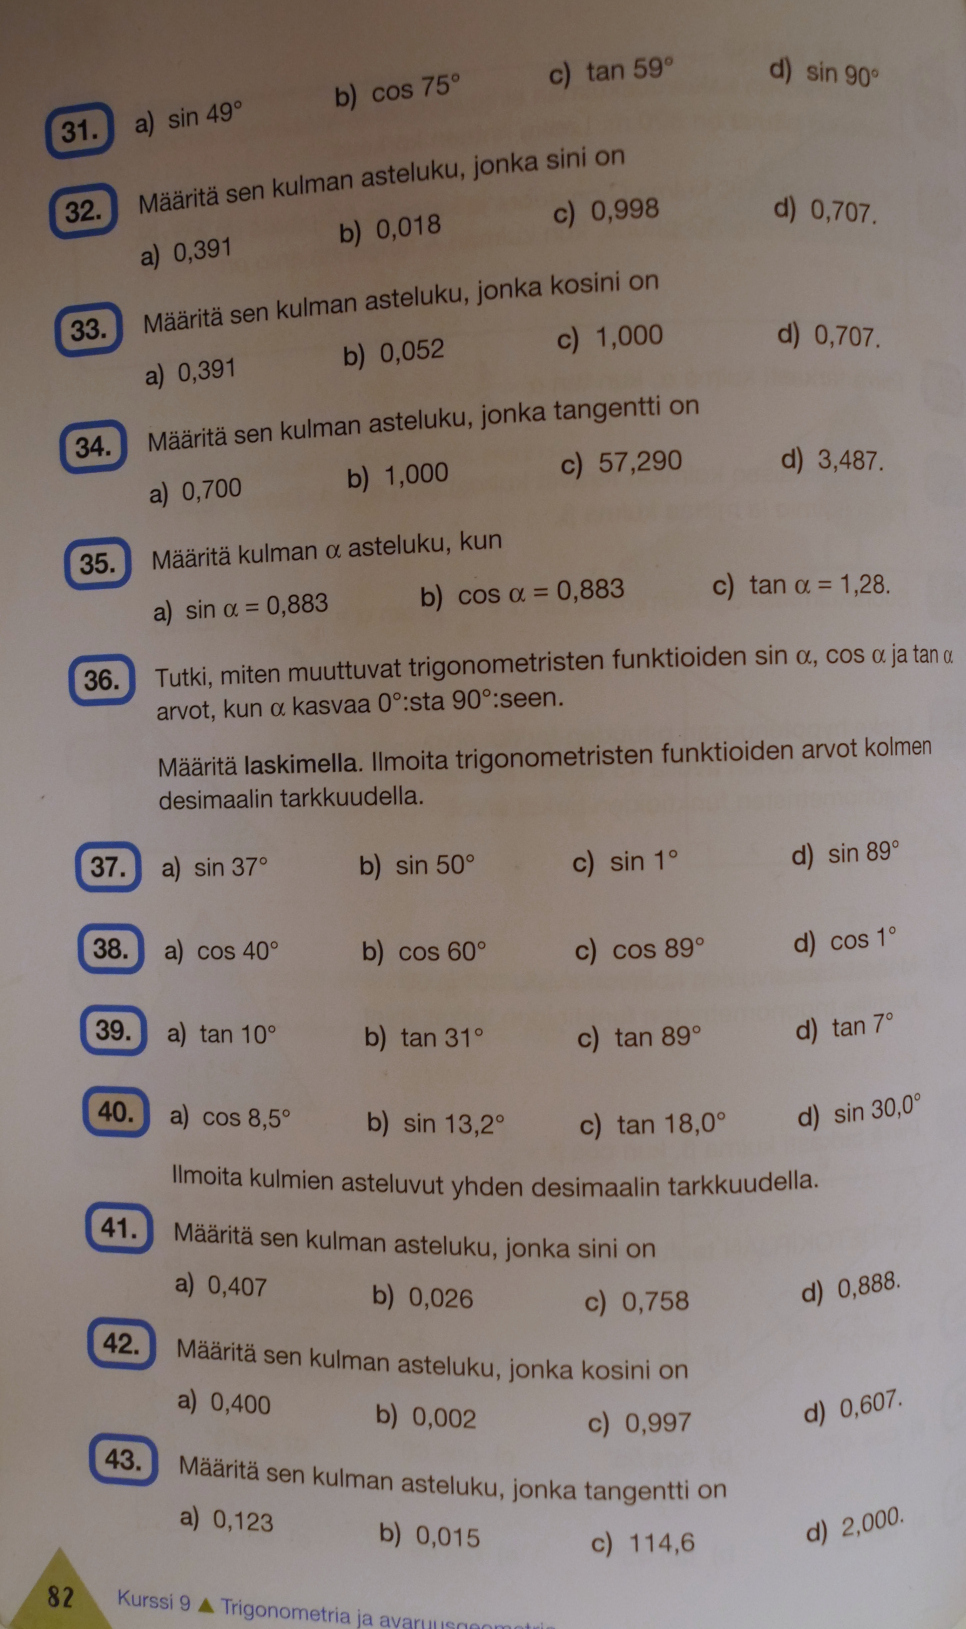 31. a) sin 49° b) cos 75° c) tan 59° d) sin 90°
32. Määritä sen kulman asteluku, jonka sini on
a) 0,391 b) 0,018 c) 0,998 d) 0,707.
33. Määritä sen kulman asteluku, jonka kosini on
a) 0,391 b) 0,052 c) 1,000 d) 0,707.
34. Määritä sen kulman asteluku, jonka tangentti on
a) 0,700 b) 1,000 c) 57,290 d) 3,487.
35. Määritä kulman α asteluku, kun
a) sin α = 0,883 b) cos α = 0,883 c) tan α = 1,28.
36. Tutki, miten muuttuvat trigonometristen funktioiden sin α, cos α ja tan α
arvot, kun α kasvaa 0°:sta 90°:seen.
Määritä laskimella. Ilmoita trigonometristen funktioiden arvot kolmen
desimaalin tarkkuudella.
37. a) sin 37° b) sin 50° c) sin 1° d) sin 89°
38. a) cos 40° b) cos 60° c) cos 89° d) cos 1°
39. a) tan 10° b) tan 31° c) tan 89° d) tan 7°
40. a) cos 8,5° b) sin 13,2° c) tan 18,0° d) sin 30,0°
Ilmoita kulmien asteluvut yhden desimaalin tarkkuudella.
41. Määritä sen kulman asteluku, jonka sini on
a) 0,407 b) 0,026 c) 0,758 d) 0,888.
42. Määritä sen kulman asteluku, jonka kosini on
a) 0,400 b) 0,002 c) 0,997 d) 0,607.
43. Määritä sen kulman asteluku, jonka tangentti on
a) 0,123 b) 0,015 c) 114,6 d) 2,000.
82 Kurssi 9 ▲ Trigonometria ja